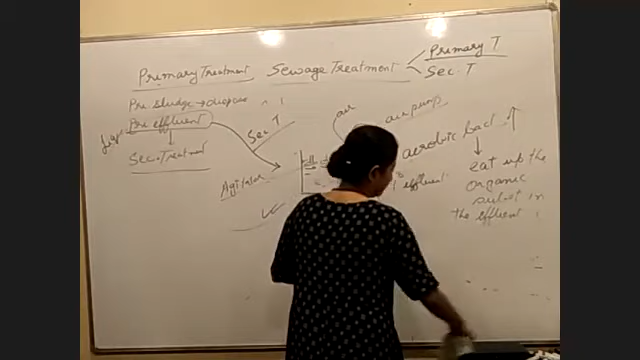 Primary Treatment
Pri sludge → dispose
Pri effluent
Sec. Treatment
Sewage Treatment
Primary T
Sec. T
Sec T
Agitator
air
air pump
aerobic bact
effluent
eat up the
organic
subst in
the effluent